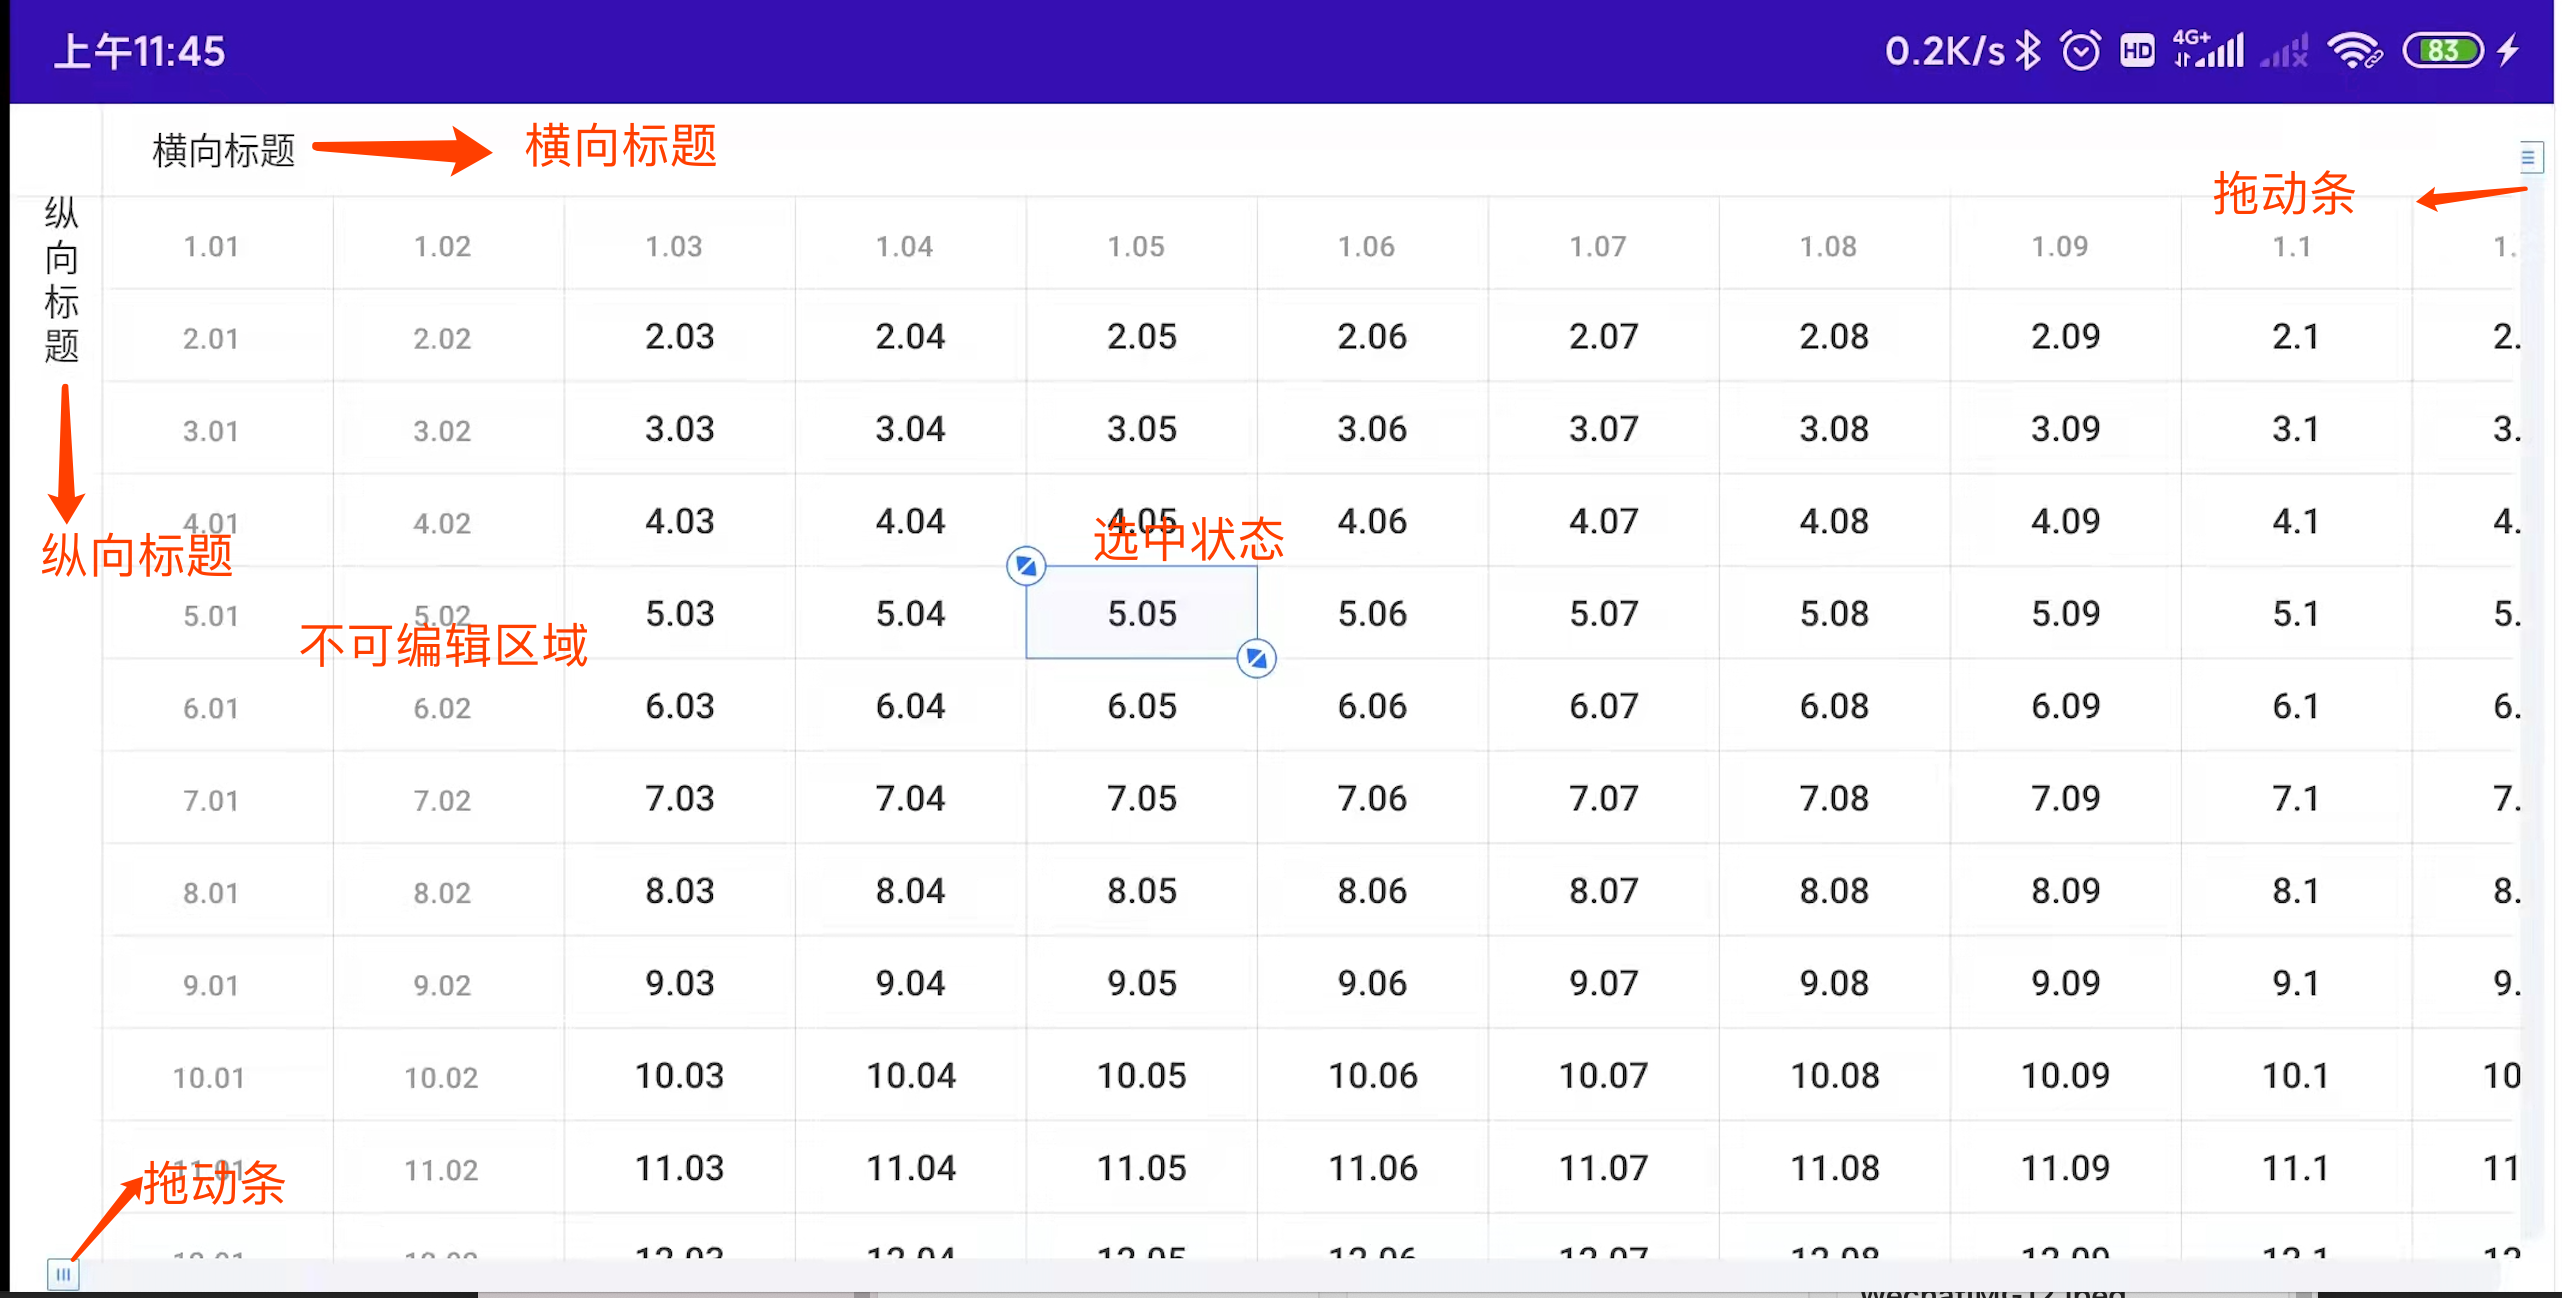 上午11:45 0.2K/s HD 4G+ 83
横向标题 横向标题
拖动条
纵向标题
1.01 1.02 1.03 1.04 1.05 1.06 1.07 1.08 1.09 1.1 1.
2.01 2.02 2.03 2.04 2.05 2.06 2.07 2.08 2.09 2.1 2.
3.01 3.02 3.03 3.04 3.05 3.06 3.07 3.08 3.09 3.1 3.
4.01 4.02 4.03 4.04 4.05 4.06 4.07 4.08 4.09 4.1 4.
纵向标题 选中状态
5.01 5.02 5.03 5.04 5.05 5.06 5.07 5.08 5.09 5.1 5.
不可编辑区域
6.01 6.02 6.03 6.04 6.05 6.06 6.07 6.08 6.09 6.1 6.
7.01 7.02 7.03 7.04 7.05 7.06 7.07 7.08 7.09 7.1 7.
8.01 8.02 8.03 8.04 8.05 8.06 8.07 8.08 8.09 8.1 8.
9.01 9.02 9.03 9.04 9.05 9.06 9.07 9.08 9.09 9.1 9.
10.01 10.02 10.03 10.04 10.05 10.06 10.07 10.08 10.09 10.1 10
11.01 11.02 11.03 11.04 11.05 11.06 11.07 11.08 11.09 11.1 11
拖动条